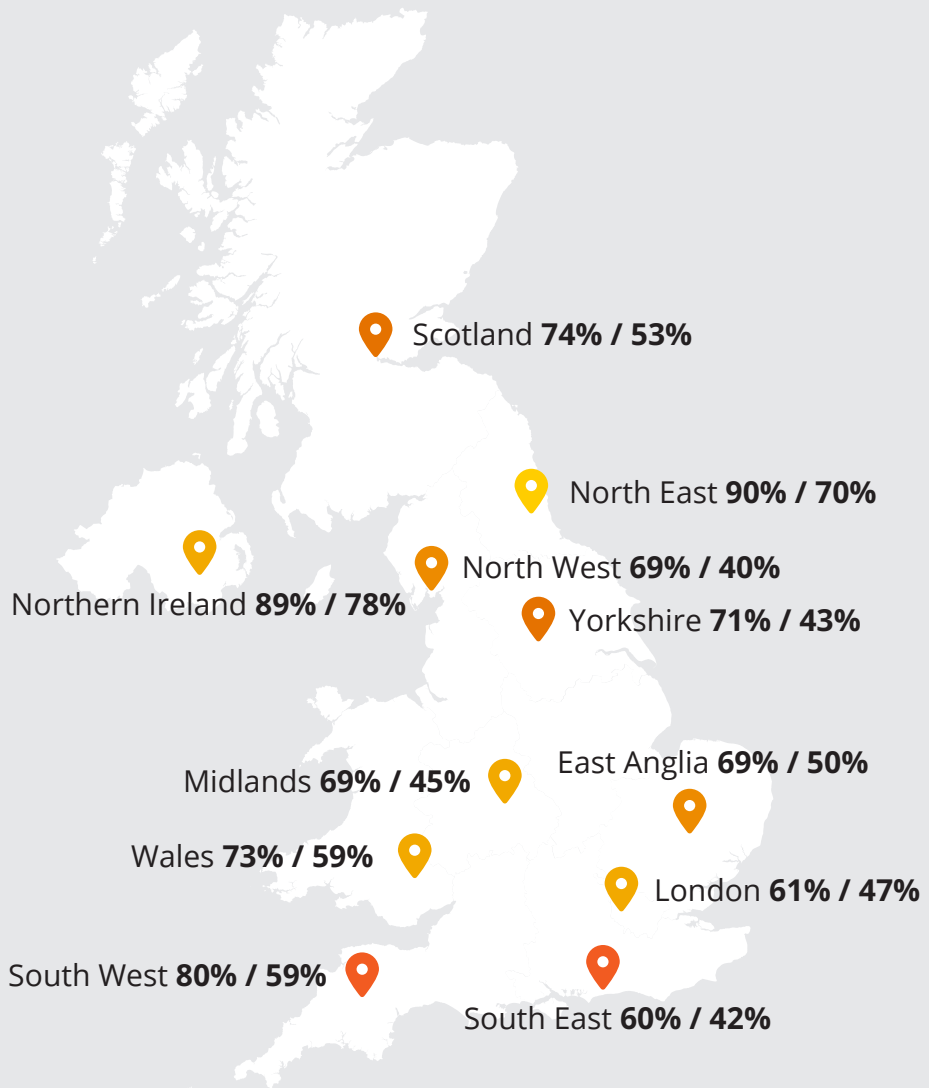 Scotland 74% / 53%
North East 90% / 70%
North West 69% / 40%
Northern Ireland 89% / 78%
Yorkshire 71% / 43%
East Anglia 69% / 50%
Midlands 69% / 45%
Wales 73% / 59%
London 61% / 47%
South West 80% / 59%
South East 60% / 42%